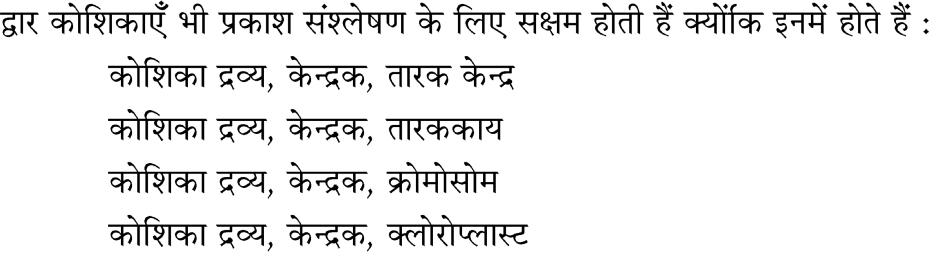 द्वार कोशिकाएँ भी प्रकाश संश्लेषण के लिए सक्षम होती हैं क्योंकि इनमें होते हैं :
कोशिका द्रव्य, केन्द्रक, तारक केन्द्र
कोशिका द्रव्य, केन्द्रक, तारककाय
कोशिका द्रव्य, केन्द्रक, क्रोमोसोम
कोशिका द्रव्य, केन्द्रक, क्लोरोप्लास्ट